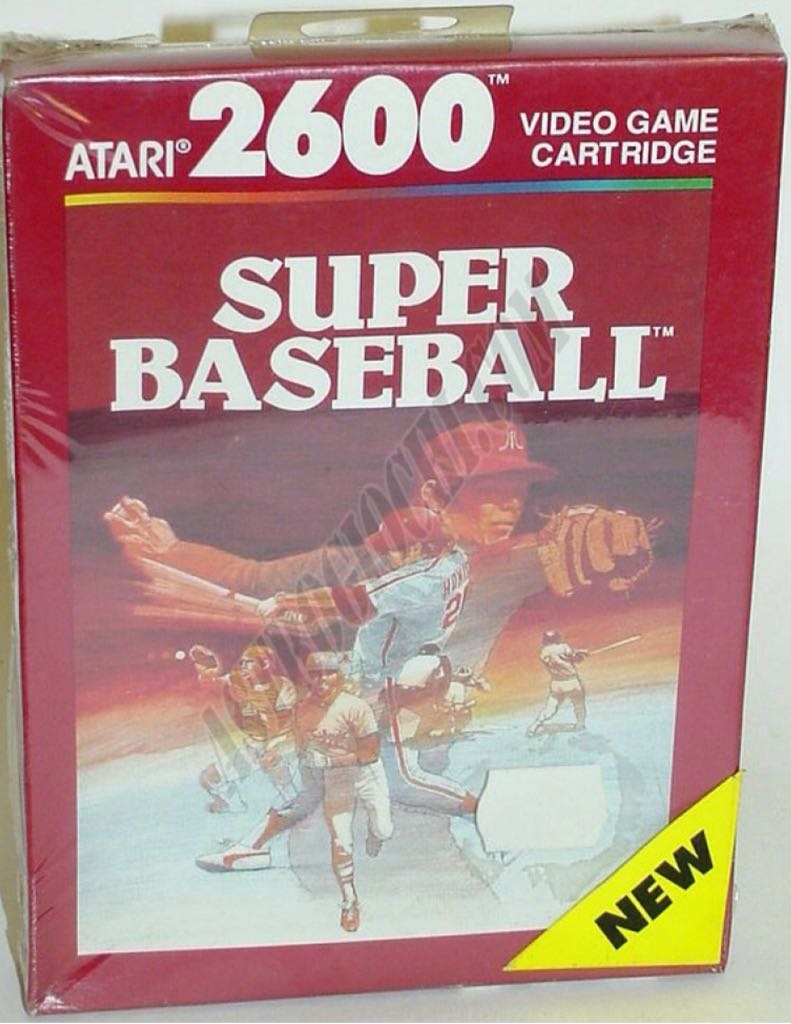 ATARI® 2600™
VIDEO GAME
CARTRIDGE
SUPER
BASEBALL™
NEW